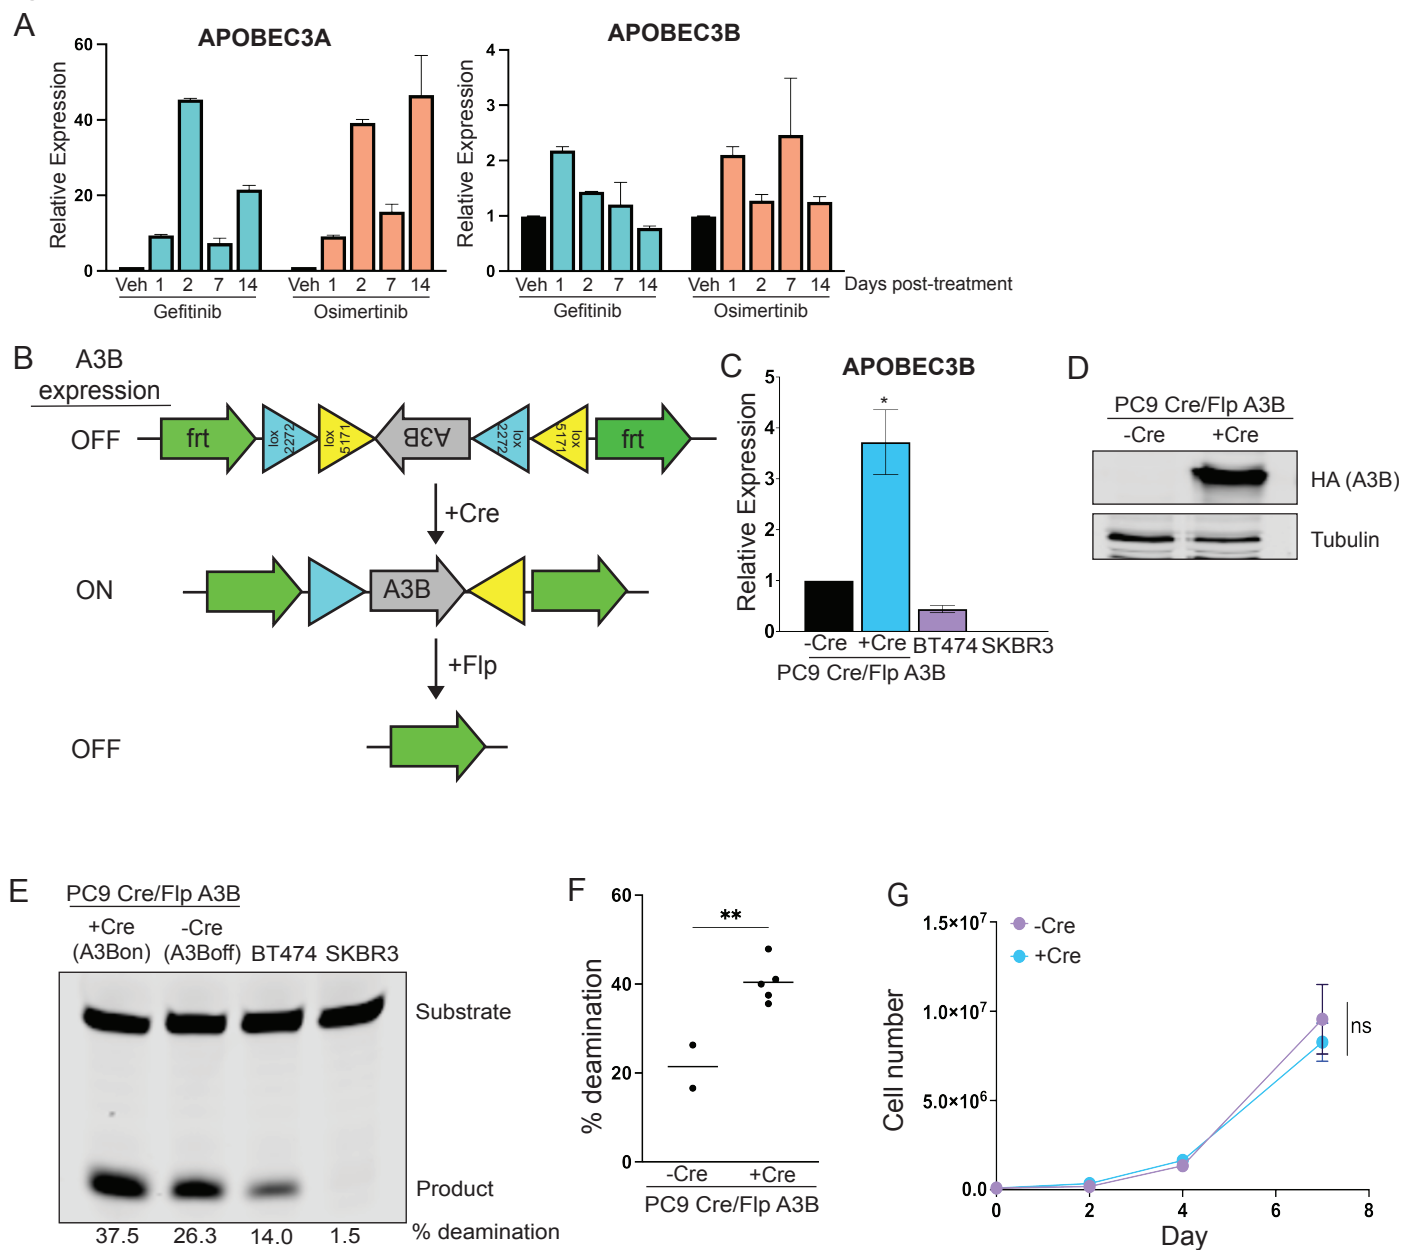 A
APOBEC3A
Relative Expression
60
40
20
0
Veh 1 2 7 14
Gefitinib
Veh 1 2 7 14
Osimertinib
APOBEC3B
Relative Expression
4
3
2
1
0
Veh 1 2 7 14
Gefitinib
Veh 1 2 7 14
Osimertinib
Days post-treatment
B
A3B
expression
OFF
frt
lox
2272
lox
5171
A3B
lox
2272
lox
5171
frt
+Cre
ON
A3B
+Flp
OFF
C
APOBEC3B
Relative Expression
5
4
3
2
1
0
*
-Cre +Cre BT474 SKBR3
PC9 Cre/Flp A3B
D
PC9 Cre/Flp A3B
-Cre +Cre
HA (A3B)
Tubulin
E
PC9 Cre/Flp A3B
+Cre
(A3Bon)
-Cre
(A3Boff)
BT474 SKBR3
Substrate
Product
37.5 26.3 14.0 1.5 % deamination
F
% deamination
60
40
20
0
**
-Cre +Cre
PC9 Cre/Flp A3B
G
Cell number
1.5×10⁷
1.0×10⁷
5.0×10⁶
0.0
-Cre
+Cre
ns
0 2 4 6 8
Day